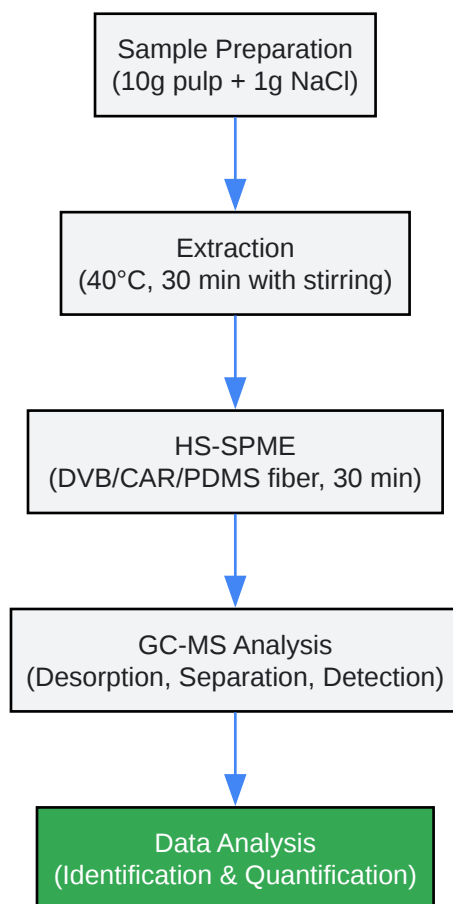 Sample Preparation
(10g pulp + 1g NaCl)
Extraction
(40°C, 30 min with stirring)
HS-SPME
(DVB/CAR/PDMS fiber, 30 min)
GC-MS Analysis
(Desorption, Separation, Detection)
Data Analysis
(Identification & Quantification)